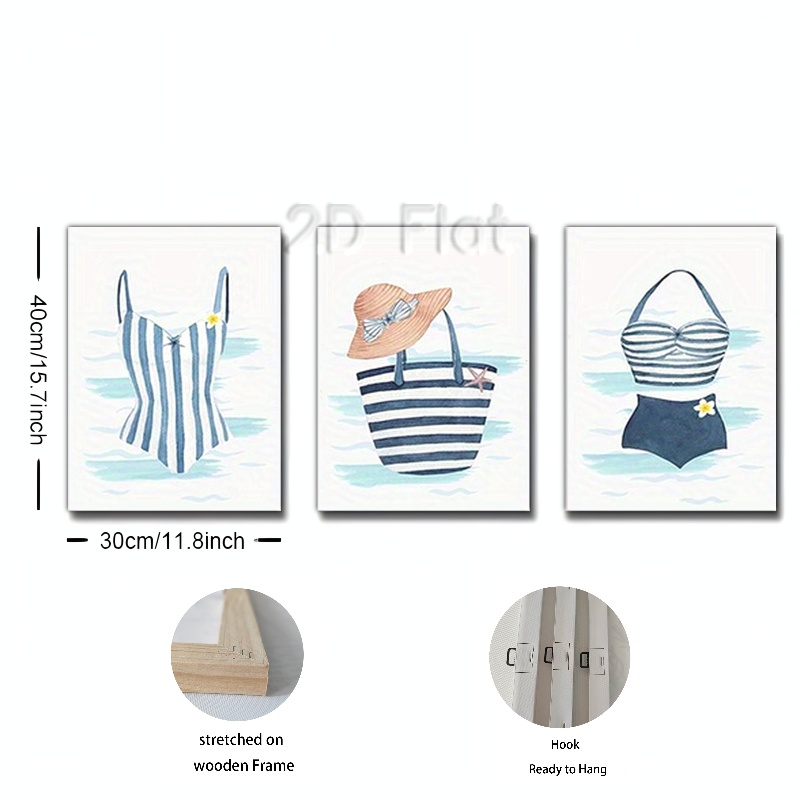 2D Flat
40cm/15.7inch
30cm/11.8inch
stretched on
wooden Frame
Hook
Ready to Hang